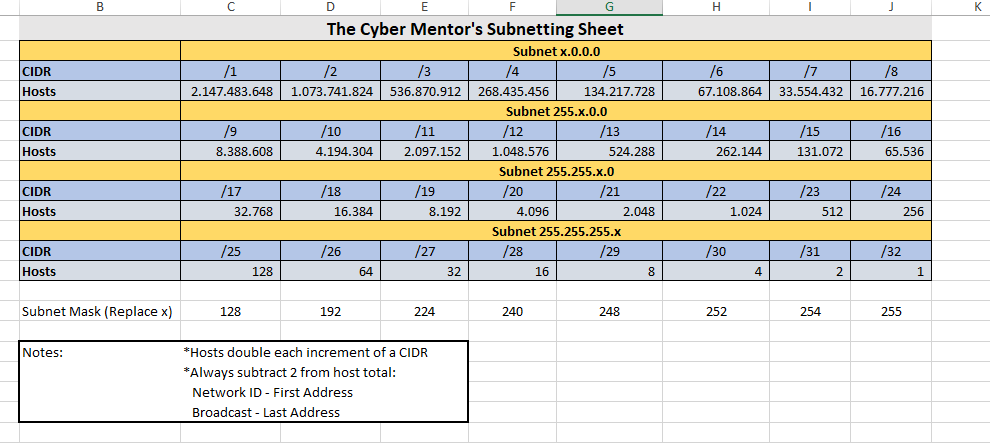 B C D E F G H I J K
The Cyber Mentor's Subnetting Sheet
Subnet x.0.0.0
CIDR /1 /2 /3 /4 /5 /6 /7 /8
Hosts 2.147.483.648 1.073.741.824 536.870.912 268.435.456 134.217.728 67.108.864 33.554.432 16.777.216
Subnet 255.x.0.0
CIDR /9 /10 /11 /12 /13 /14 /15 /16
Hosts 8.388.608 4.194.304 2.097.152 1.048.576 524.288 262.144 131.072 65.536
Subnet 255.255.x.0
CIDR /17 /18 /19 /20 /21 /22 /23 /24
Hosts 32.768 16.384 8.192 4.096 2.048 1.024 512 256
Subnet 255.255.255.x
CIDR /25 /26 /27 /28 /29 /30 /31 /32
Hosts 128 64 32 16 8 4 2 1
Subnet Mask (Replace x) 128 192 224 240 248 252 254 255
Notes: *Hosts double each increment of a CIDR
*Always subtract 2 from host total:
Network ID - First Address
Broadcast - Last Address